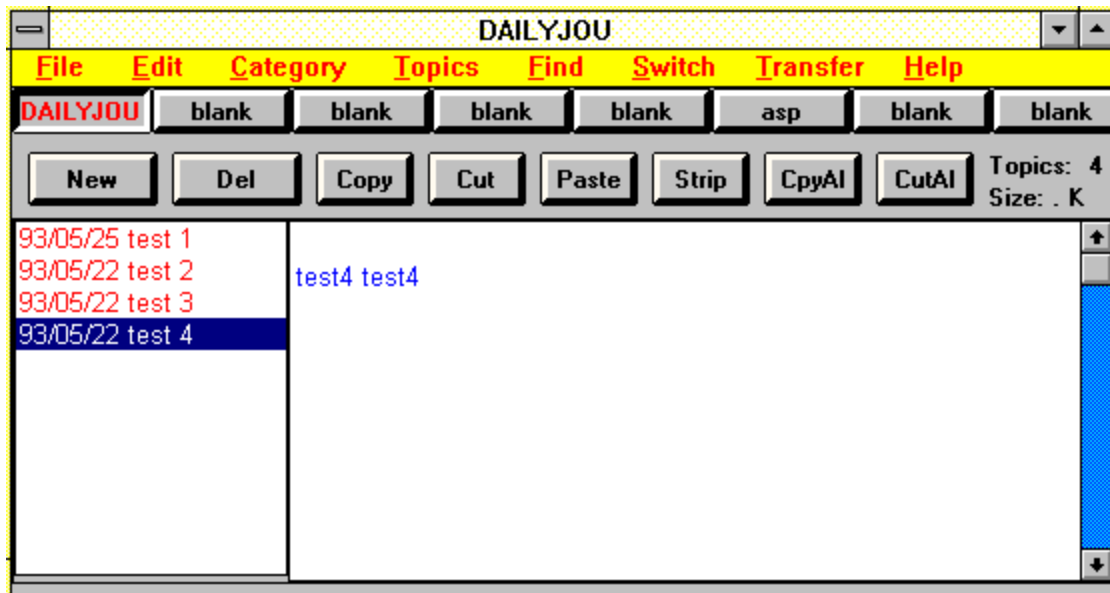 DAILYJOU
File Edit Category Topics Find Switch Transfer Help
DAILYJOU blank blank blank blank asp blank blank
New Del Copy Cut Paste Strip CpyAl CutAl Topics: 4
Size: . K
93/05/25 test 1
93/05/22 test 2
93/05/22 test 3
93/05/22 test 4
test4 test4